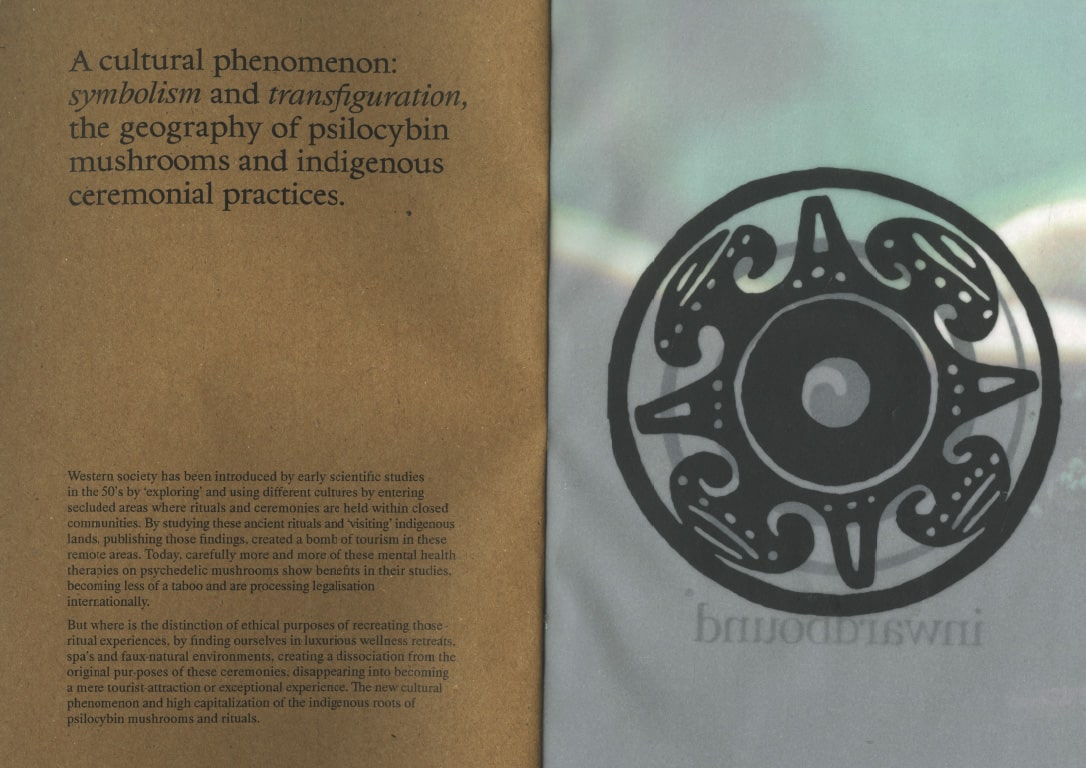 A cultural phenomenon:
symbolism and transfiguration,
the geography of psilocybin
mushrooms and indigenous
ceremonial practices.
Western society has been introduced by early scientific studies
in the 50's by ‘exploring’ and using different cultures by entering
secluded areas where rituals and ceremonies are held within closed
communities. By studying these ancient rituals and ‘visiting’ indigenous
lands, publishing those findings, created a bomb of tourism in these
remote areas. Today, carefully more and more of these mental health
therapies on psychedelic mushrooms show benefits in their studies,
becoming less of a taboo and are processing legalisation
internationally.
But where is the distinction of ethical purposes of recreating those
ritual experiences, by finding ourselves in luxurious wellness retreats,
spa's and faux-natural environments, creating a dissociation from the
original pur-poses of these ceremonies; disappearing into becoming
a mere tourist-attraction or exceptional experience. The new cultural
phenomenon and high capitalization of the indigenous roots of
psilocybin mushrooms and rituals.
inwardbound